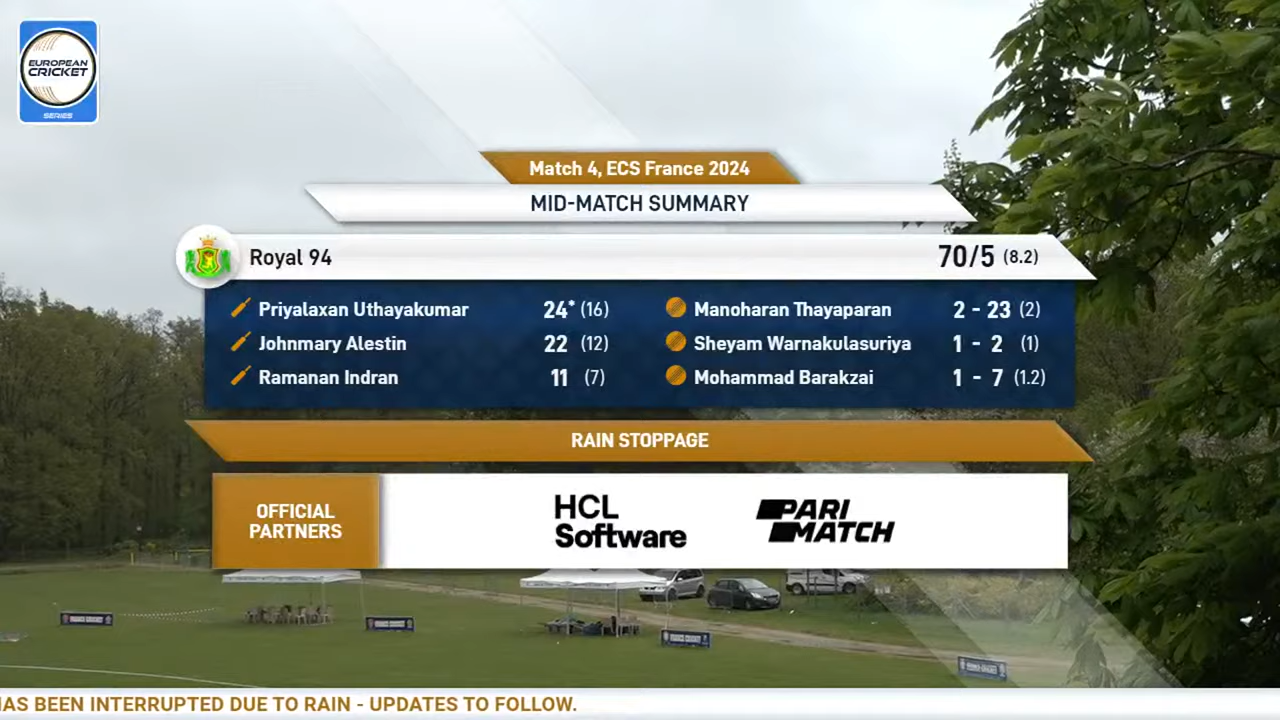 EUROPEAN
CRICKET
SERIES
Match 4, ECS France 2024
MID-MATCH SUMMARY
Royal 94 70/5 (8.2)
Priyalaxan Uthayakumar 24* (16) Manoharan Thayaparan 2 - 23 (2)
Johnmary Alestin 22 (12) Sheyam Warnakulasuriya 1 - 2 (1)
Ramanan Indran 11 (7) Mohammad Barakzai 1 - 7 (1.2)
RAIN STOPPAGE
OFFICIAL
PARTNERS
HCL
Software
PARI
MATCH
HAS BEEN INTERRUPTED DUE TO RAIN - UPDATES TO FOLLOW.